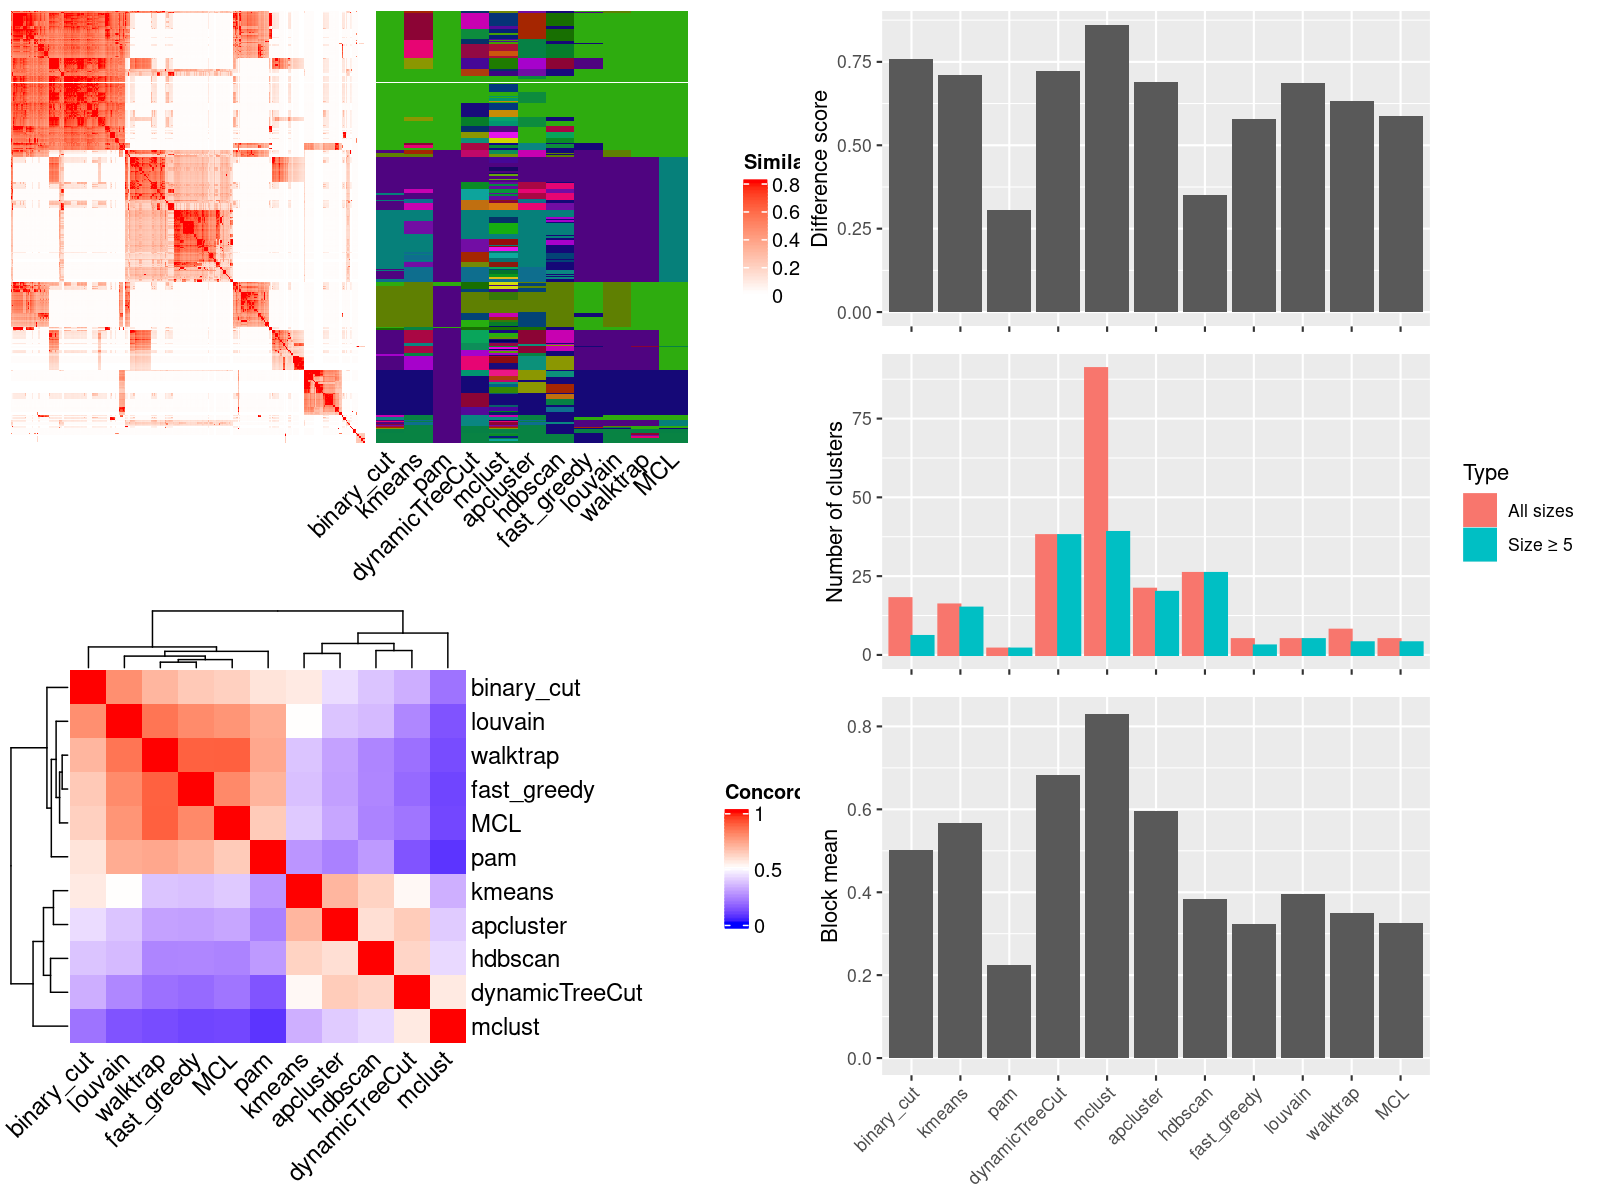 Simila
0.8
0.6
0.4
0.2
0
binary_cut
kmeans
pam
dynamicTreeCut
mclust
apcluster
hdbscan
fast_greedy
louvain
walktrap
MCL
binary_cut
louvain
walktrap
fast_greedy
MCL
pam
kmeans
apcluster
hdbscan
dynamicTreeCut
mclust
Concord
1
0.5
0
binary_cut
louvain
walktrap
fast_greedy
MCL
pam
kmeans
apcluster
hdbscan
dynamicTreeCut
mclust
Difference score
0.75
0.50
0.25
0.00
Number of clusters
75
50
25
0
Type
All sizes
Size ≥ 5
Block mean
0.8
0.6
0.4
0.2
0.0
binary_cut
kmeans
pam
dynamicTreeCut
mclust
apcluster
hdbscan
fast_greedy
louvain
walktrap
MCL